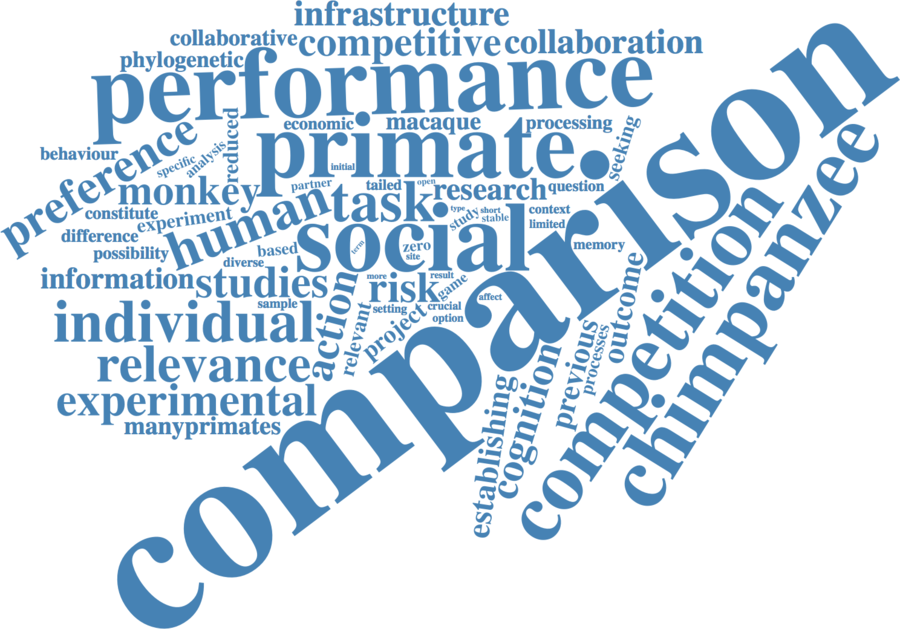 infrastructure
collaborative
competitive
collaboration
phylogenetic
performance
economic
macaque
processing
primate.
seeking
reduced
behaviour
preference
specific
analysis
initial
partner
tailed
open
research
question
monkey
human
task
constitute
experiment
type
study
short
stable
context
limited
difference
possibility
based
diverse
social
term
zero
site
memory
information
studies
sample
action
more
result
risk
game
affect
setting
crucial
option
relevant
project
individual
relevance
experimental
manyprimates
comparison
outcome
previous
processes
cognition
establishing
competition
chimpanzee